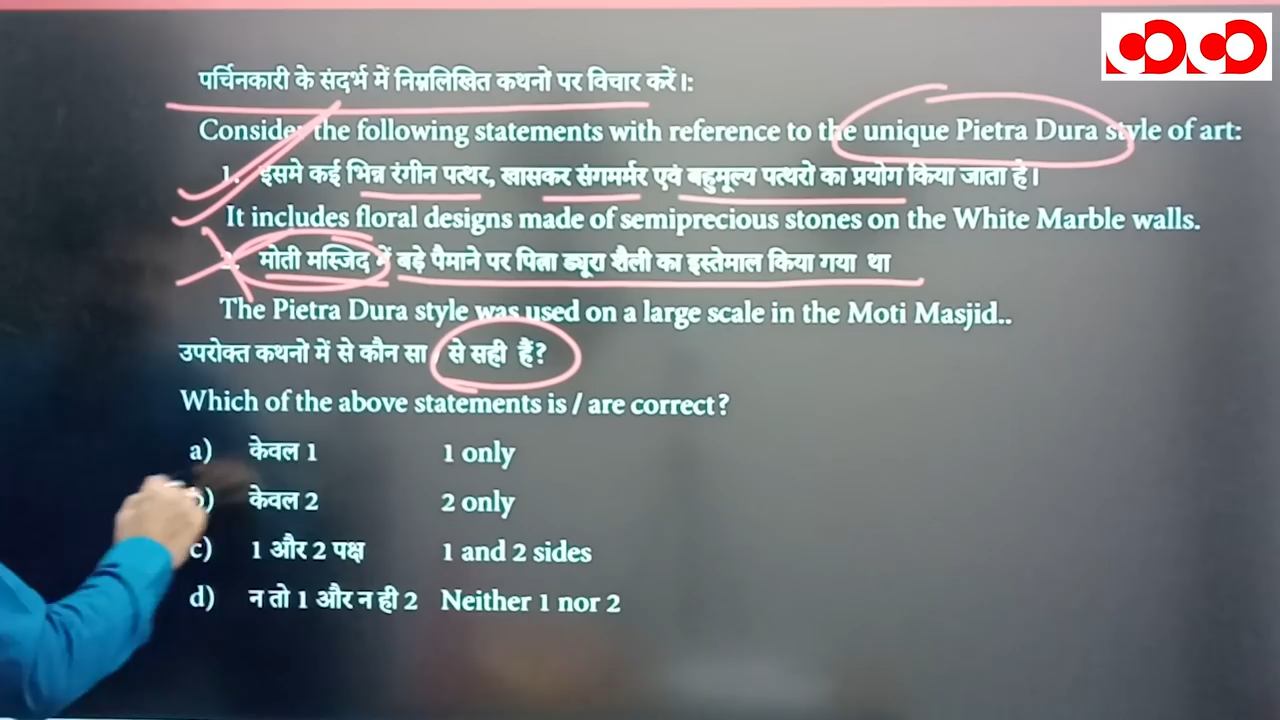 पर्चिनकारी के संदर्भ में निम्नलिखित कथनो पर विचार करें।:
Consider the following statements with reference to the unique Pietra Dura style of art:
1. इसमे कई भिन्न रंगीन पत्थर, खासकर संगमर्मर एवं बहुमूल्य पत्थरों का प्रयोग किया जाता है।
It includes floral designs made of semiprecious stones on the White Marble walls.
2. मोती मस्जिद में बड़े पैमाने पर पित्रा ड्यूरा शैली का इस्तेमाल किया गया था
The Pietra Dura style was used on a large scale in the Moti Masjid..
उपरोक्त कथनों में से कौन सा / से सही हैं?
Which of the above statements is / are correct?
a) केवल 1 1 only
b) केवल 2 2 only
c) 1 और 2 पक्ष 1 and 2 sides
d) न तो 1 और न ही 2 Neither 1 nor 2